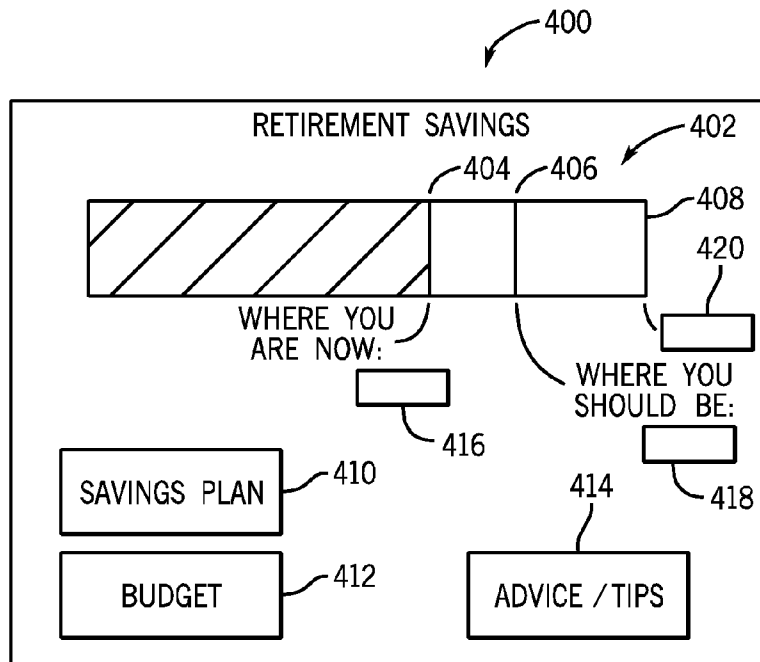 400
RETIREMENT SAVINGS
402
404
406
408
420
WHERE YOU
ARE NOW:
WHERE YOU
SHOULD BE:
416
418
SAVINGS PLAN
410
414
BUDGET
412
ADVICE / TIPS